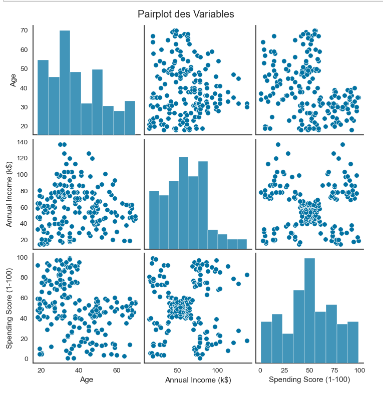 Pairplot des Variables
70
60
50
40
30
20
Age
140
120
100
80
60
40
20
Annual Income (k$)
100
80
60
40
20
0
Spending Score (1-100)
20 40 60
Age
50 100
Annual Income (k$)
0 25 50 75 100
Spending Score (1-100)